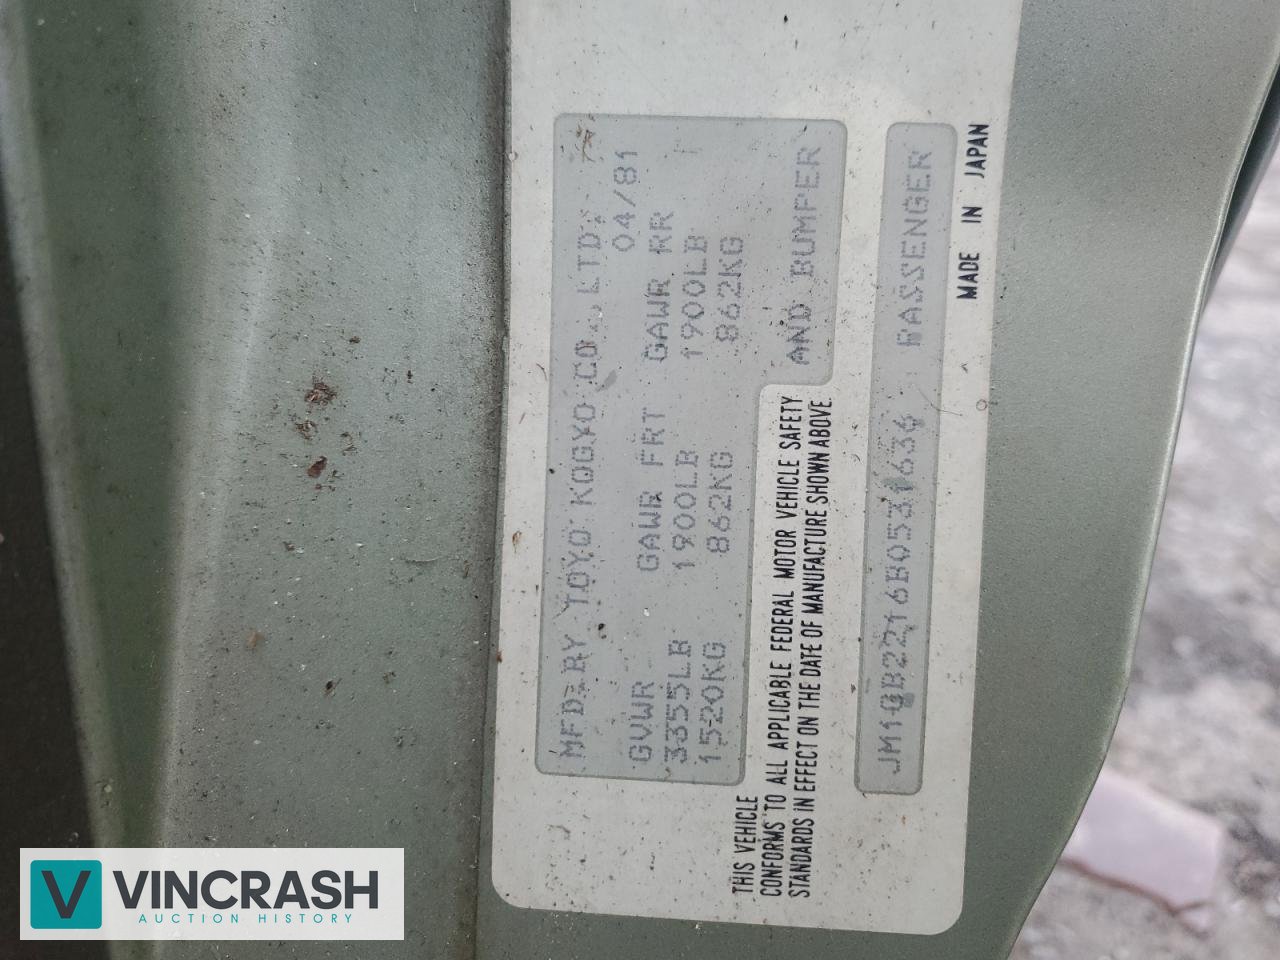 MFD BY TOYO KOGYO CO., LTD.
04/81
GVWR GAWR FRT GAWR RR
3355LB 1900LB 1900LB
1520KG 862KG 862KG
THIS VEHICLE
CONFORMS TO ALL APPLICABLE FEDERAL MOTOR VEHICLE SAFETY AND BUMPER
STANDARDS IN EFFECT ON THE DATE OF MANUFACTURE SHOWN ABOVE.
PASSENGER
MADE IN JAPAN
VINCRASH
AUCTION HISTORY